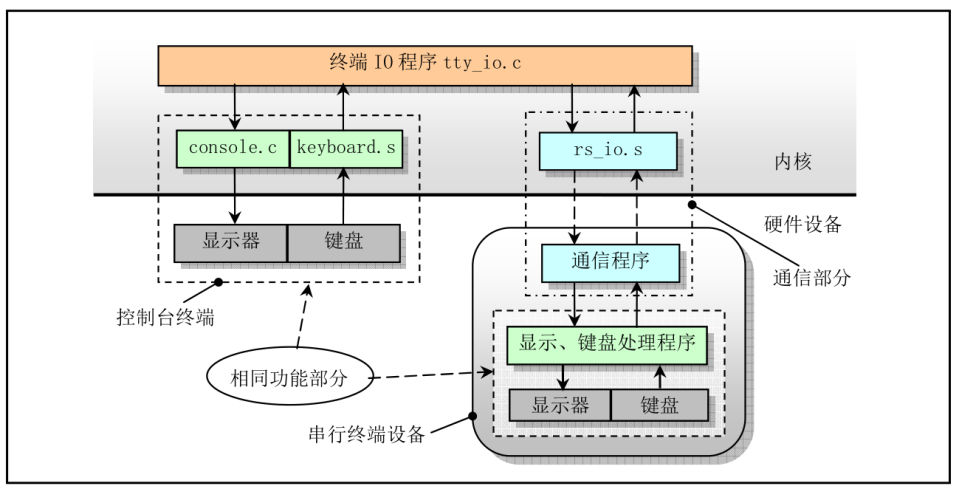 终端 IO 程序 tty_io.c
console.c
keyboard.s
rs_io.s
内核
显示器
键盘
硬件设备
通信程序
通信部分
控制台终端
显示、键盘处理程序
相同功能部分
显示器
键盘
串行终端设备